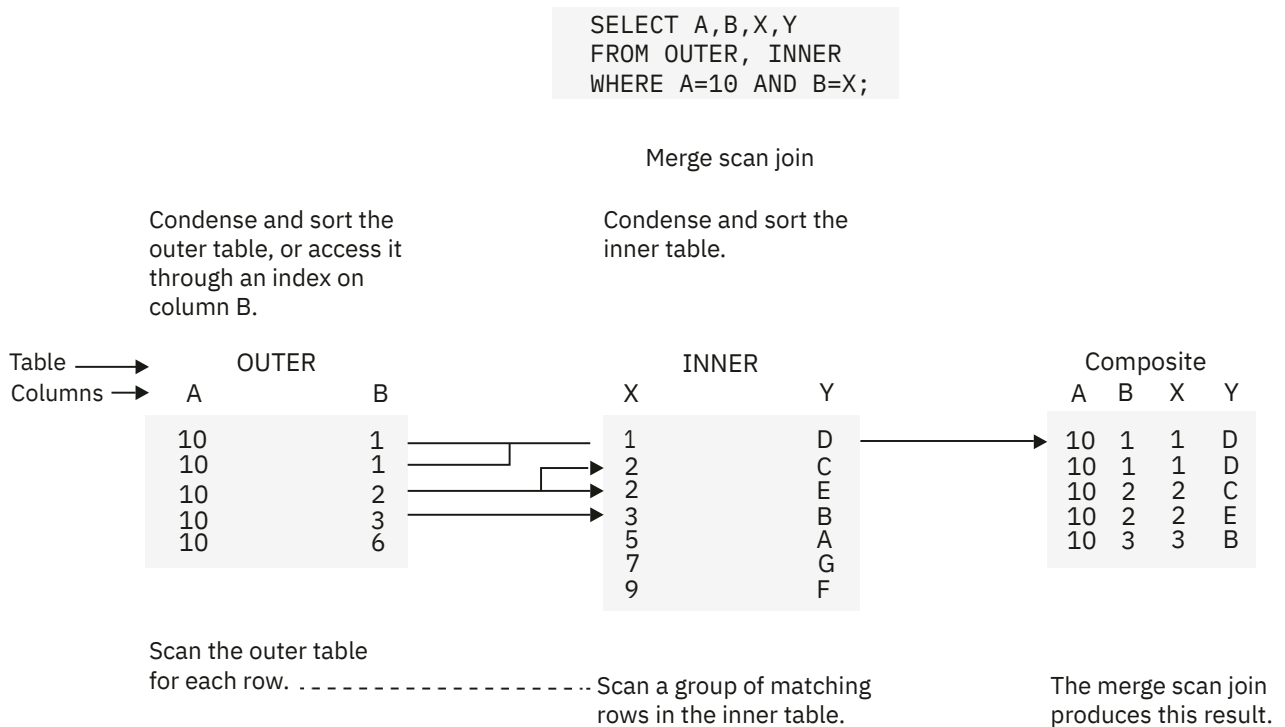 SELECT A,B,X,Y
FROM OUTER, INNER
WHERE A=10 AND B=X;
Merge scan join
Condense and sort the
outer table, or access it
through an index on
column B.
Condense and sort the
inner table.
Table
Columns
OUTER
A B
10 1
10 1
10 2
10 3
10 6
INNER
X Y
1 D
2 C
2 E
3 B
5 A
7 G
9 F
Composite
A B X Y
10 1 1 D
10 1 1 D
10 2 2 C
10 2 2 E
10 3 3 B
Scan the outer table
for each row.
Scan a group of matching
rows in the inner table.
The merge scan join
produces this result.